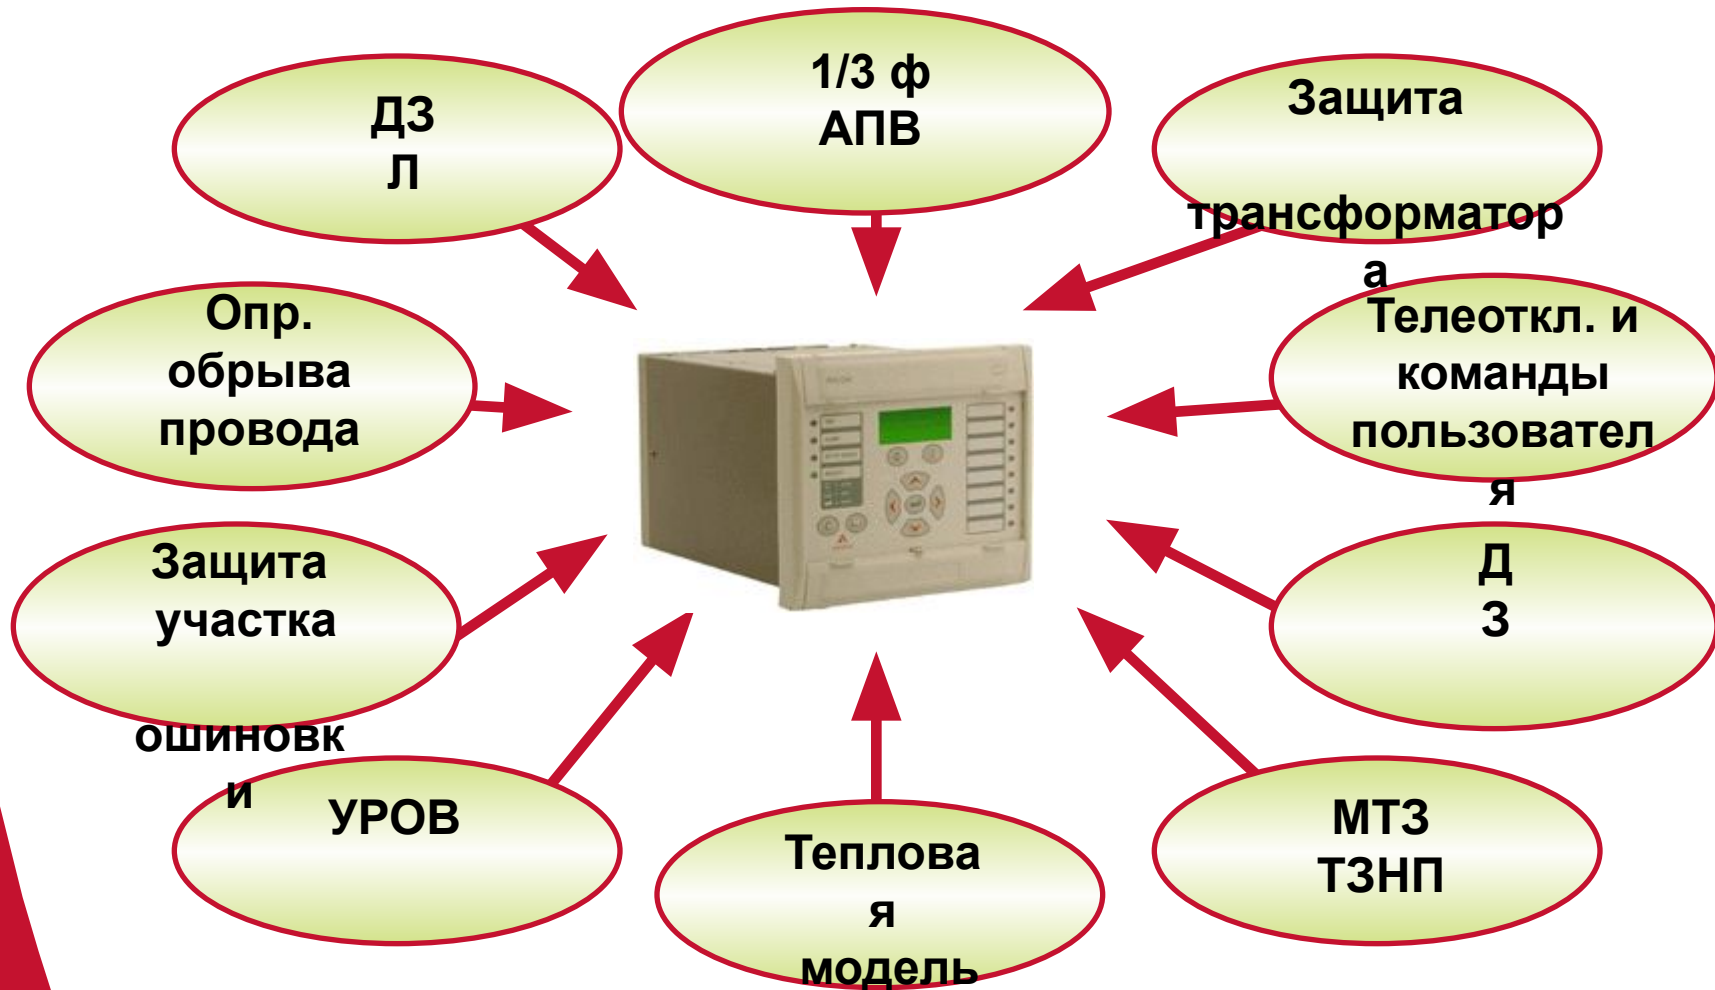 1/3 ф
АПВ
ДЗ
Л
Защита
трансформатор
а
Опр.
обрыва
провода
Телеоткл. и
команды
пользовател
я
Защита
участка
ошиновк
и
Д
З
УРОВ
Теплова
я
модель
МТЗ
ТЗНП